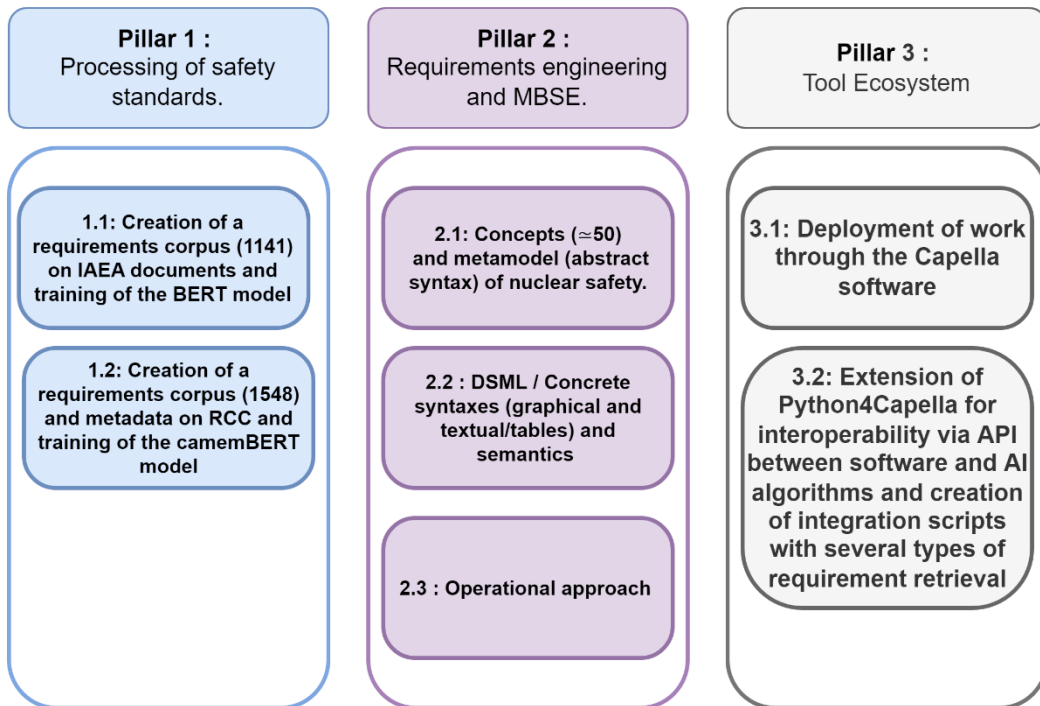 Pillar 1 :
Processing of safety
standards.
1.1: Creation of a
requirements corpus (1141)
on IAEA documents and
training of the BERT model
1.2: Creation of a
requirements corpus (1548)
and metadata on RCC and
training of the camemBERT
model
Pillar 2 :
Requirements engineering
and MBSE.
2.1: Concepts (≃50)
and metamodel (abstract
syntax) of nuclear safety.
2.2 : DSML / Concrete
syntaxes (graphical and
textual/tables) and
semantics
2.3 : Operational approach
Pillar 3 :
Tool Ecosystem
3.1: Deployment of work
through the Capella
software
3.2: Extension of
Python4Capella for
interoperability via API
between software and AI
algorithms and creation
of integration scripts
with several types of
requirement retrieval